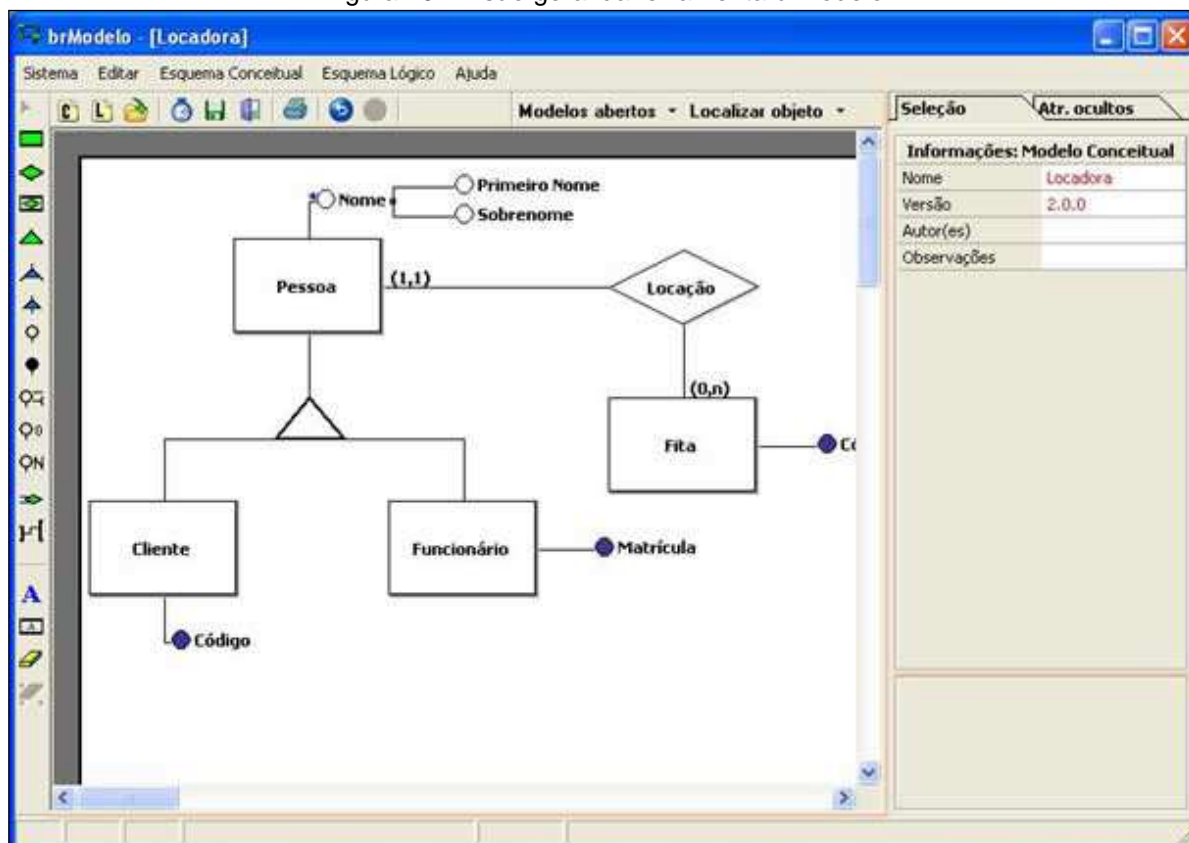 brModelo - [Locadora]
Sistema Editar Esquema Conceitual Esquema Lógico Ajuda
Modelos abertos Localizar objeto
Seleção Atr. ocultos
Informações: Modelo Conceitual
Nome Locadora
Versão 2.0.0
Autor(es)
Observações
Nome
Primeiro Nome
Sobrenome
Pessoa
(1,1)
Locação
(0,n)
Fita
Cliente
Funcionário
Matrícula
Código